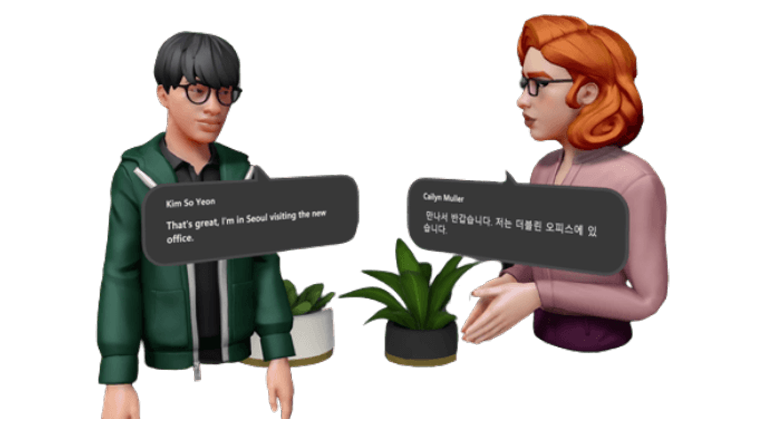 Kim So Yeon
That's great, I'm in Seoul visiting the new
office.
Cailyn Muller
만나서 반갑습니다. 저는 더블린 오피스에 있
습니다.